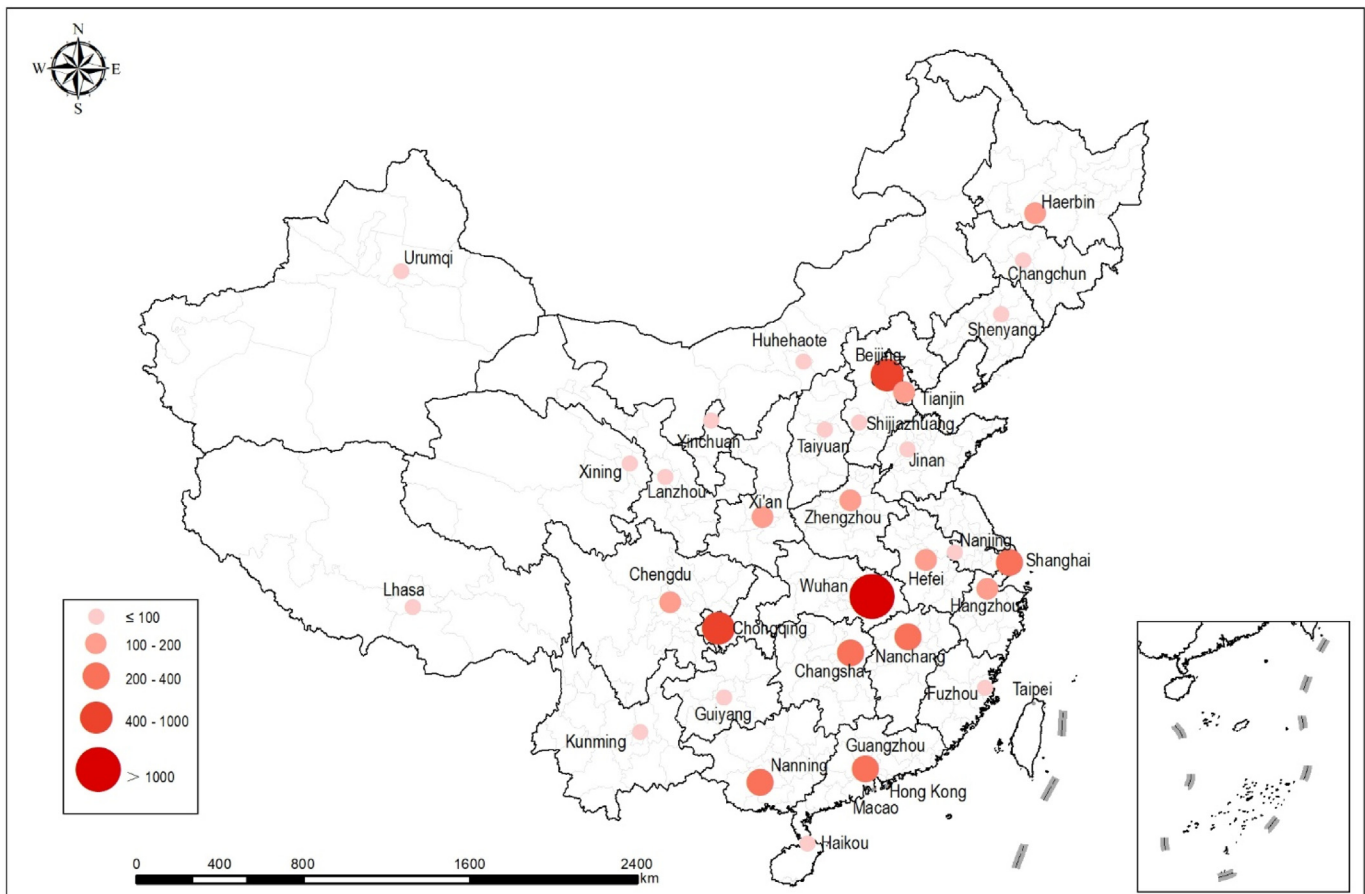 N
W E
S
Haerbin
Urumqi
Changchun
Shenyang
Huhehaote
Beijing
Tianjin
Yinchuan
Taiyuan
Shijiazhuang
Jinan
Xining
Lanzhou
Xi'an
Zhengzhou
Nanjing
Shanghai
Hefei
Chengdu
Wuhan
Hangzhou
Lhasa
Chongqing
Changsha
Nanchang
Fuzhou
Taipei
Guiyang
Kunming
Guangzhou
Nanning
Hong Kong
Macao
Haikou
≤ 100
100 - 200
200 - 400
400 - 1000
> 1000
0 400 800 1600 2400
km